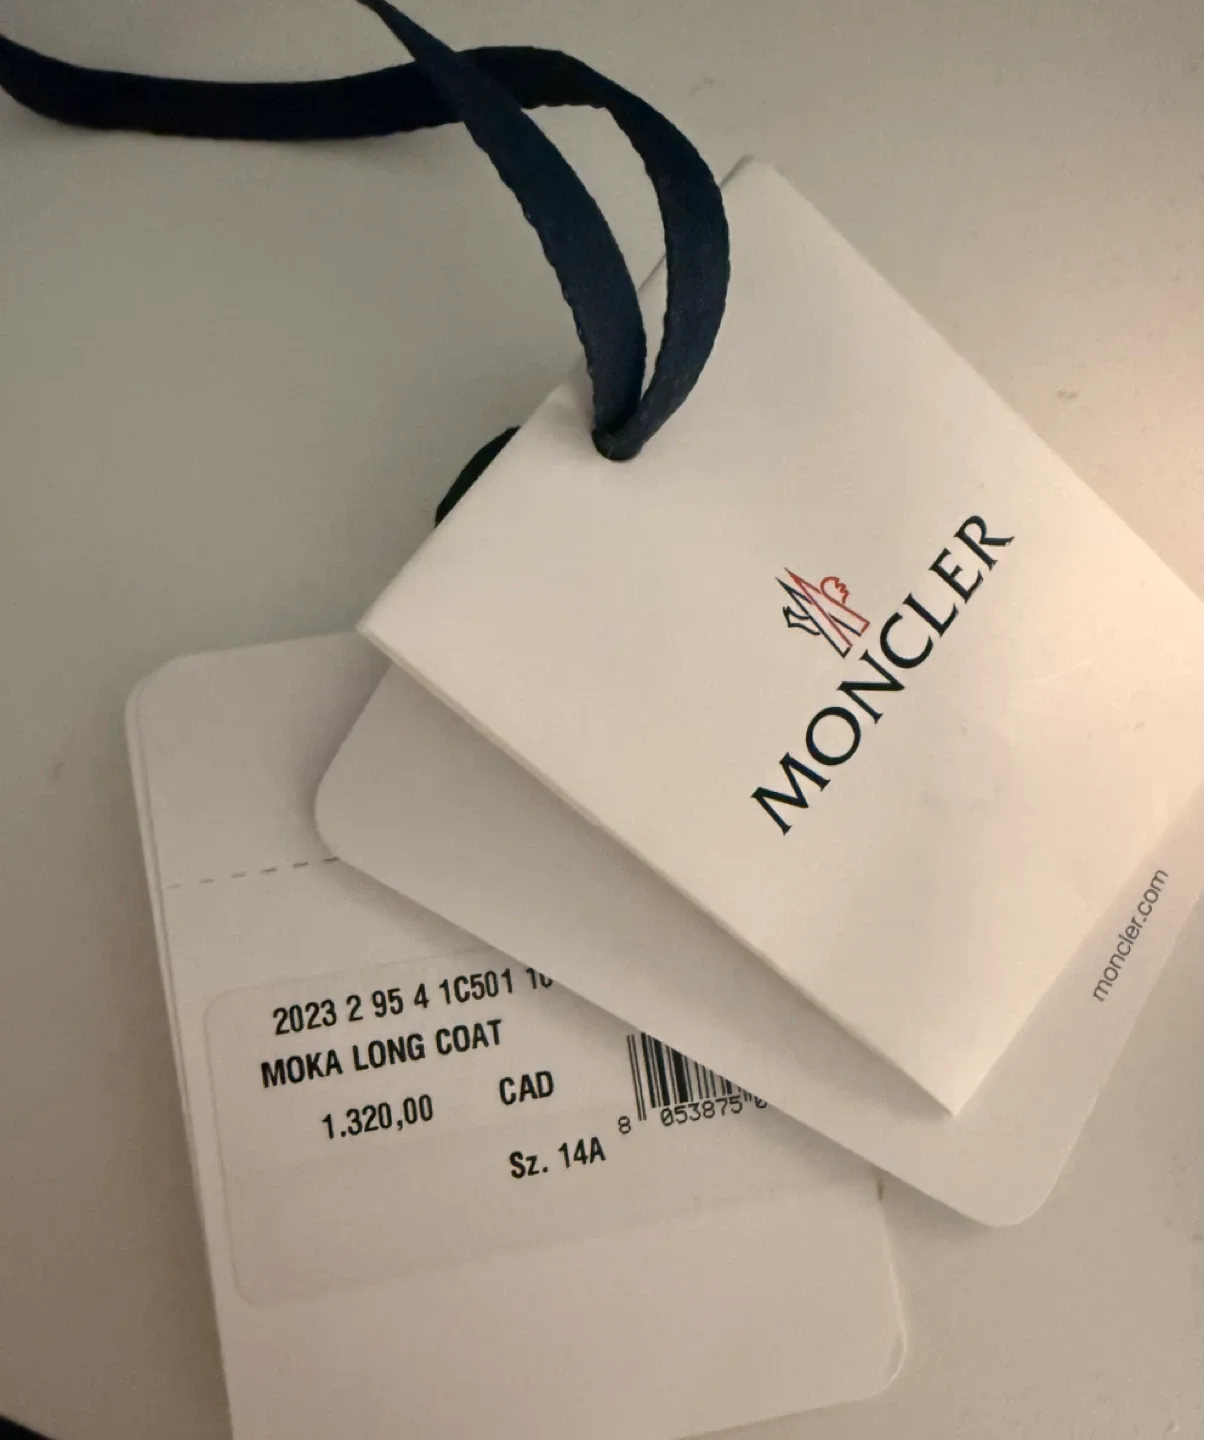 MONCLER
moncler.com
2023 2 95 4 1C501
MOKA LONG COAT
1.320,00 CAD
Sz. 14A
8 053875